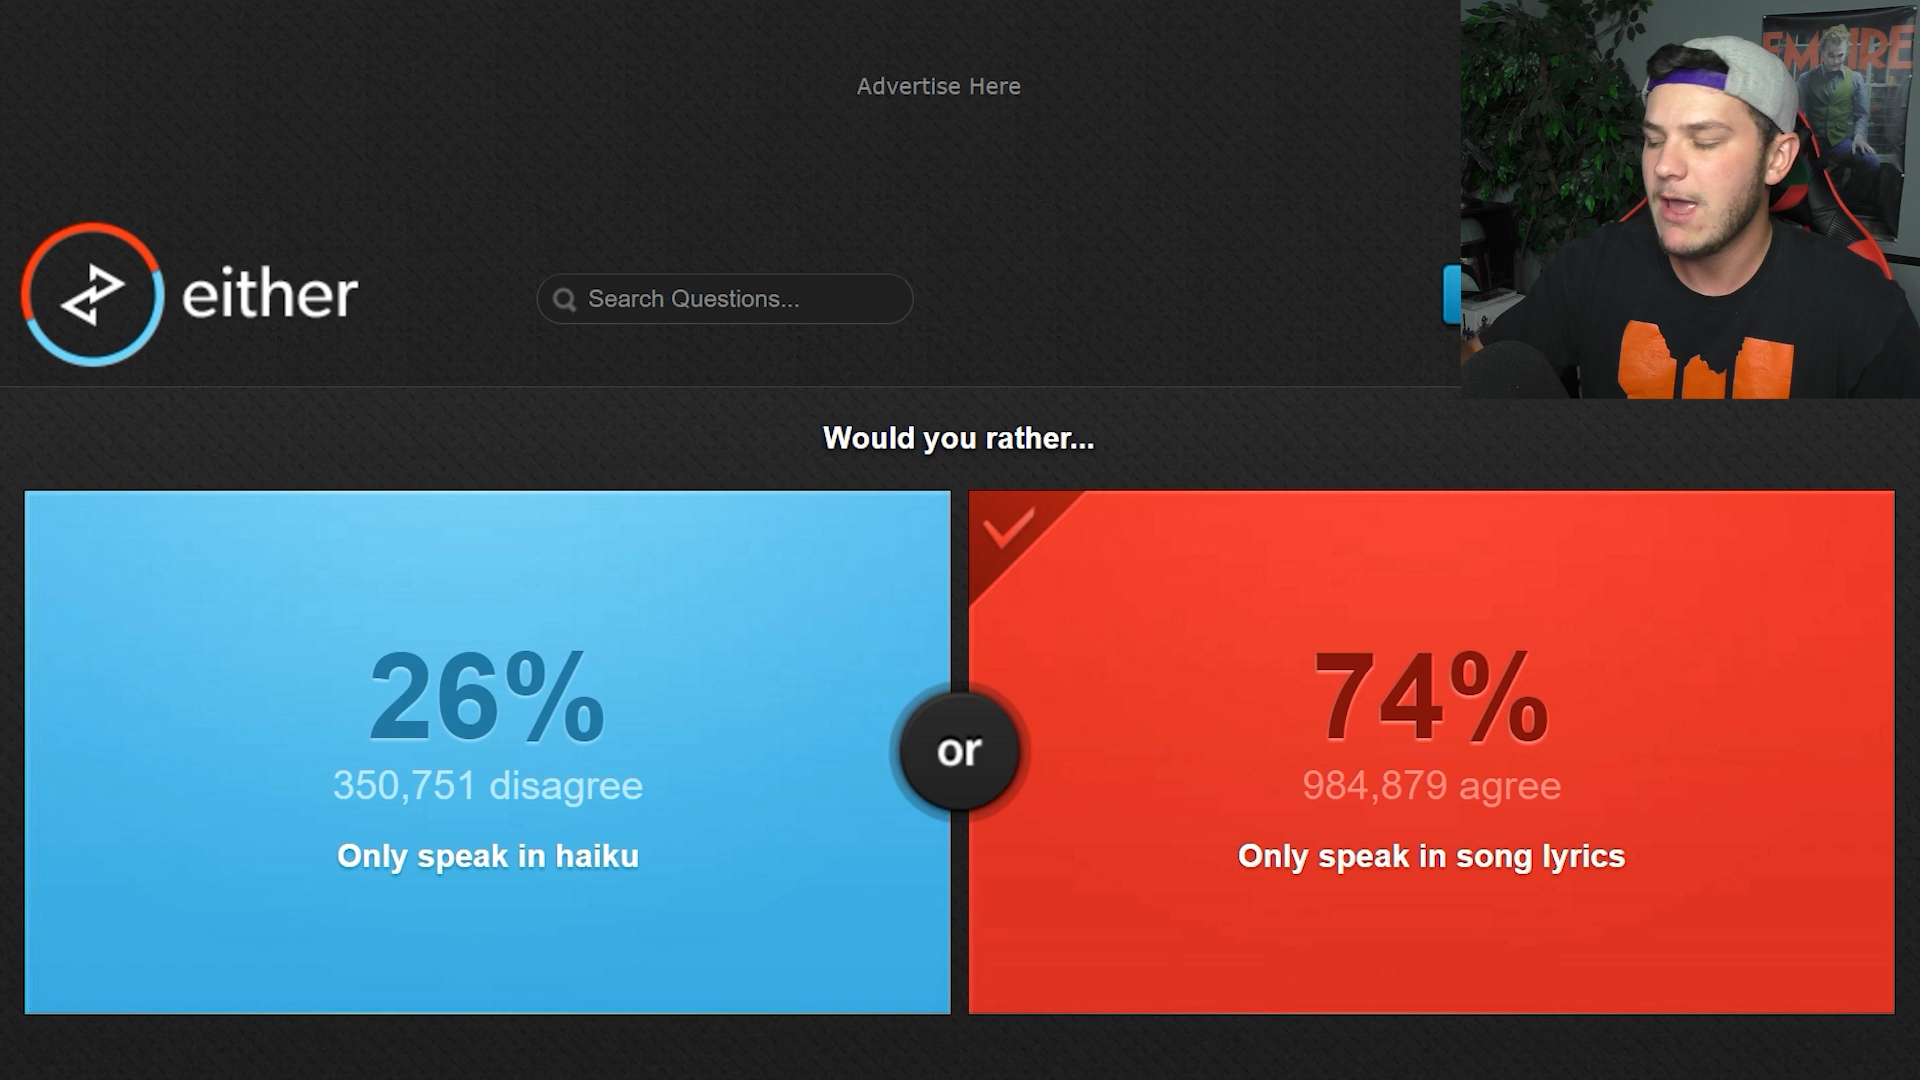 Advertise Here
EMPIRE
either
Search Questions...
Would you rather...
26%
350,751 disagree
Only speak in haiku
or
74%
984,879 agree
Only speak in song lyrics